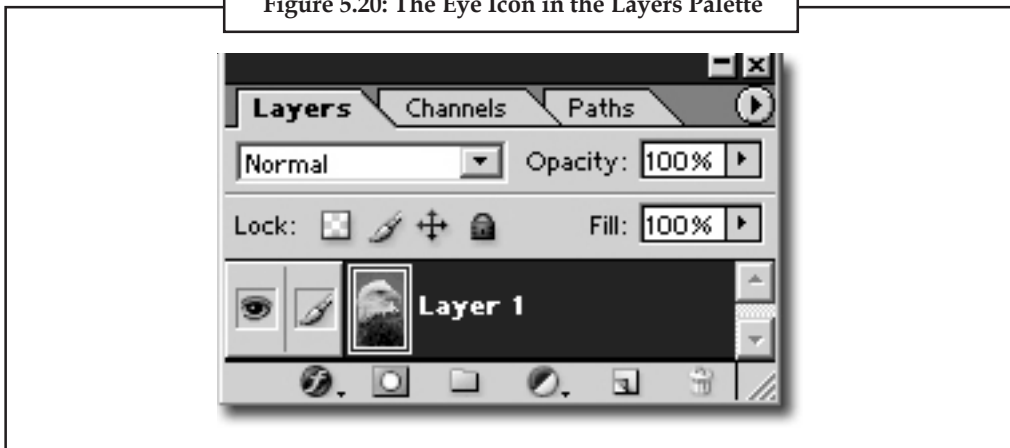 Figure 5.20: The Eye Icon in the Layers Palette
Layers Channels Paths
Normal Opacity: 100%
Lock: Fill: 100%
Layer 1